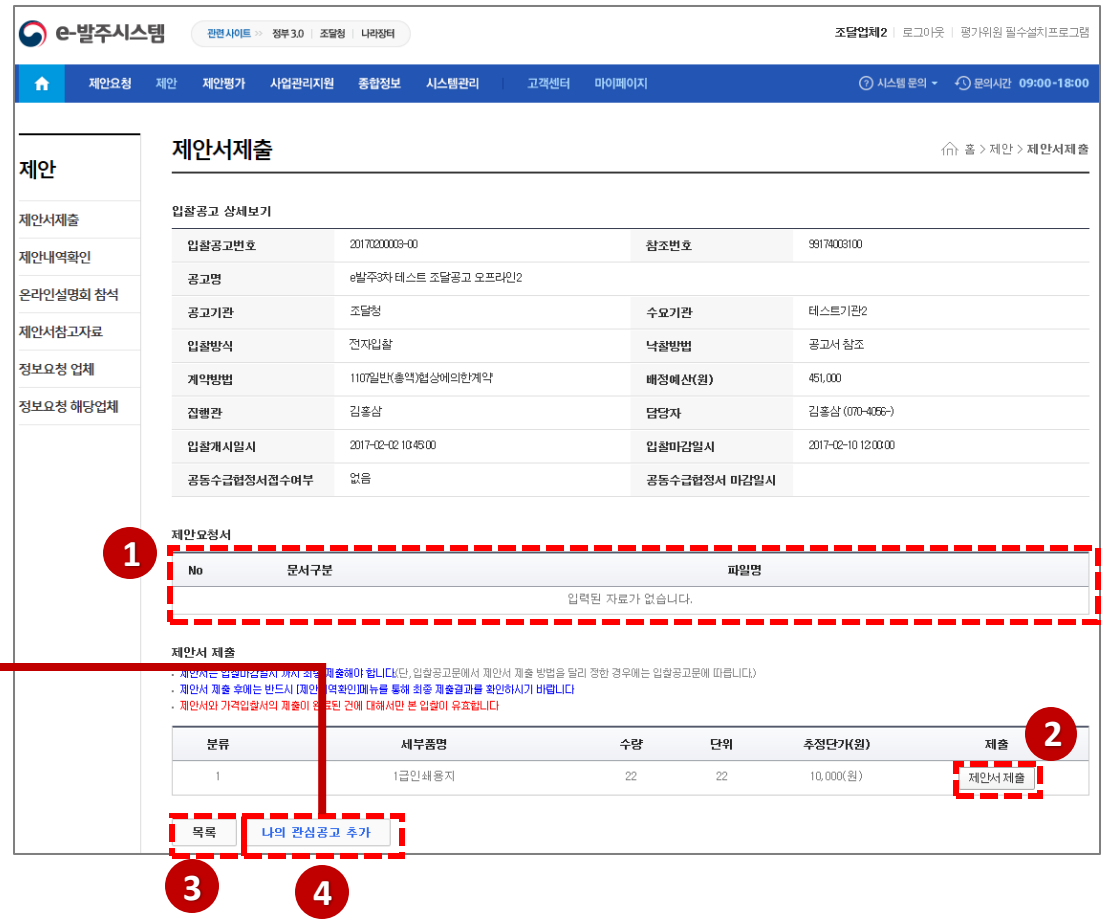 e-발주시스템
관련사이트 >> 정부3.0 | 조달청 | 나라장터
조달업체2 | 로그아웃 | 평가위원 필수설치프로그램
제안요청 제안 제안평가 사업관리지원 종합정보 시스템관리 고객센터 마이페이지 시스템 문의 문의시간 09:00-18:00
제안
제안서제출
제안내역확인
온라인설명회 참석
제안서참고자료
정보요청 업체
정보요청 해당업체
제안서제출
홈 > 제안 > 제안서제출
입찰공고 상세보기
입찰공고번호 20170200003-00 참조번호 99174003100
공고명 e발주3차 테스트 조달공고 오프라인2
공고기관 조달청 수요기관 테스트기관2
입찰방식 전자입찰 낙찰방법 공고서 참조
계약방법 1107일반(총액)협상에의한계약 배정예산(원) 451,000
집행관 김홍삼 담당자 김홍삼 (070-4056-)
입찰개시일시 2017-02-02 10:45:00 입찰마감일시 2017-02-10 12:00:00
공동수급협정서접수여부 없음 공동수급협정서 마감일시
제안요청서
1
No 문서구분 파일명
입력된 자료가 없습니다.
제안서 제출
제안서는 입찰마감일시 까지 최종 제출해야 합니다(단, 입찰공고문에서 제안서 제출 방법을 달리 정한 경우에는 입찰공고문에 따릅니다.)
제안서 제출 후에는 반드시 [제안내역확인]메뉴를 통해 최종 제출결과를 확인하시기 바랍니다
제안서와 가격입찰서의 제출이 완료된 건에 대해서만 본 입찰이 유효합니다
2
분류 세부품명 수량 단위 추정단가(원) 제출
1 1급인쇄용지 22 22 10,000(원) 제안서 제출
목록 나의 관심공고 추가
3 4